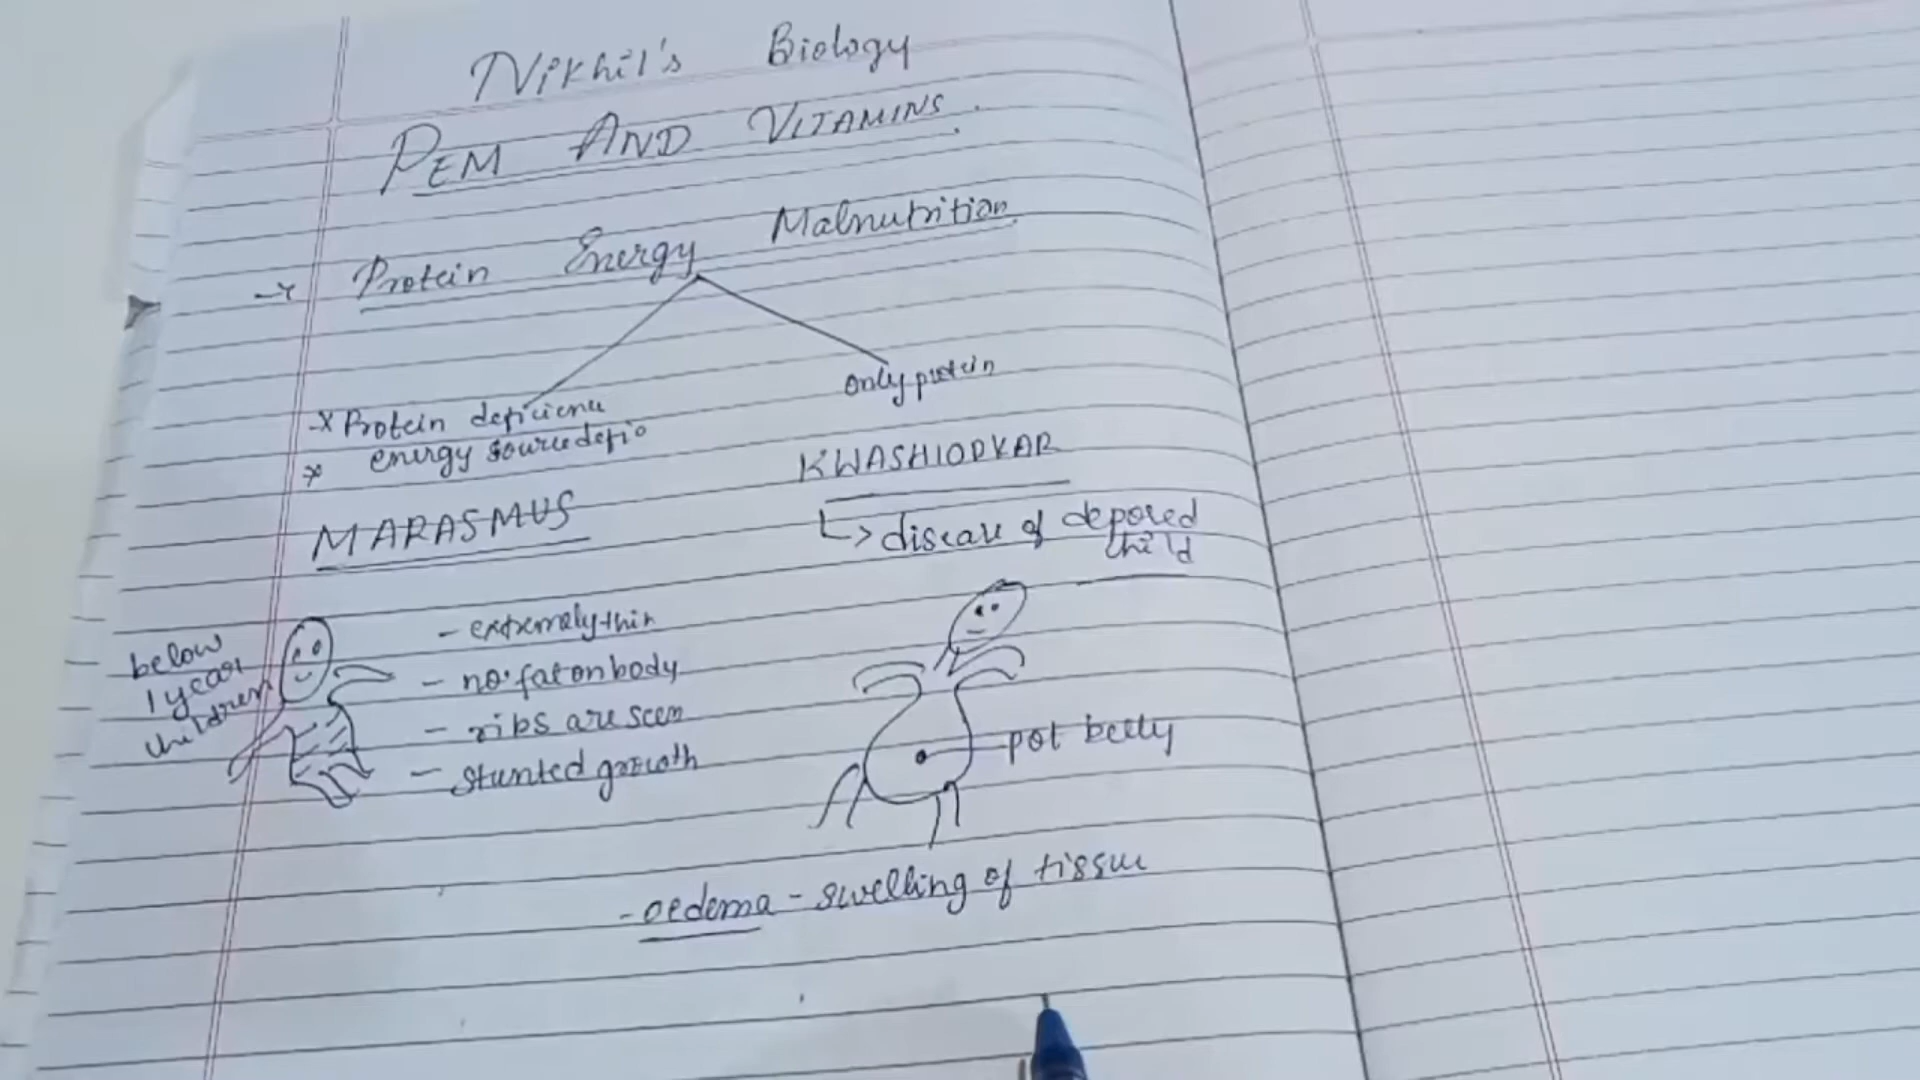 Nikhil's Biology
PEM AND VITAMINS.
→ Protein Energy Malnutrition
* Protein deficience
* energy source defi
only protein
MARASMUS
KWASHIORKAR
↳ disease of depored child
below
1 year
children
- extremely thin
- no fat on body
- ribs are seen
- stunted growth
pot belly
- oedema - swelling of tissue